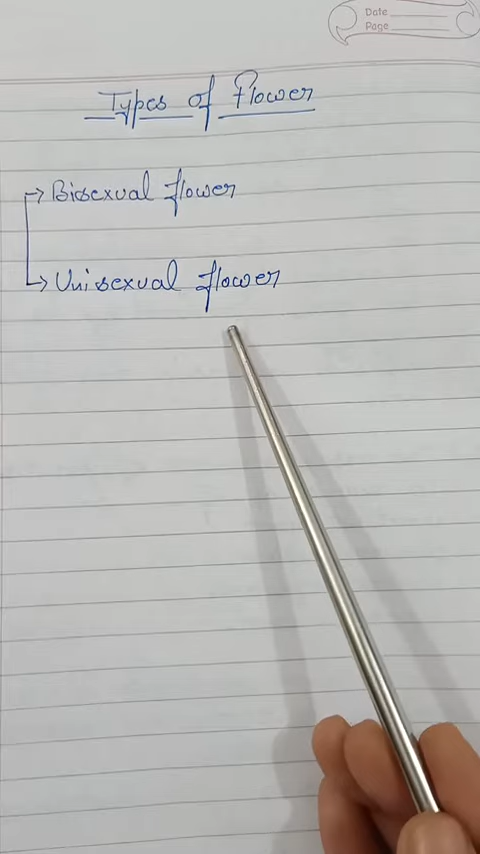 Date
Page
Types of Flower
Bisexual flower
Unisexual flower